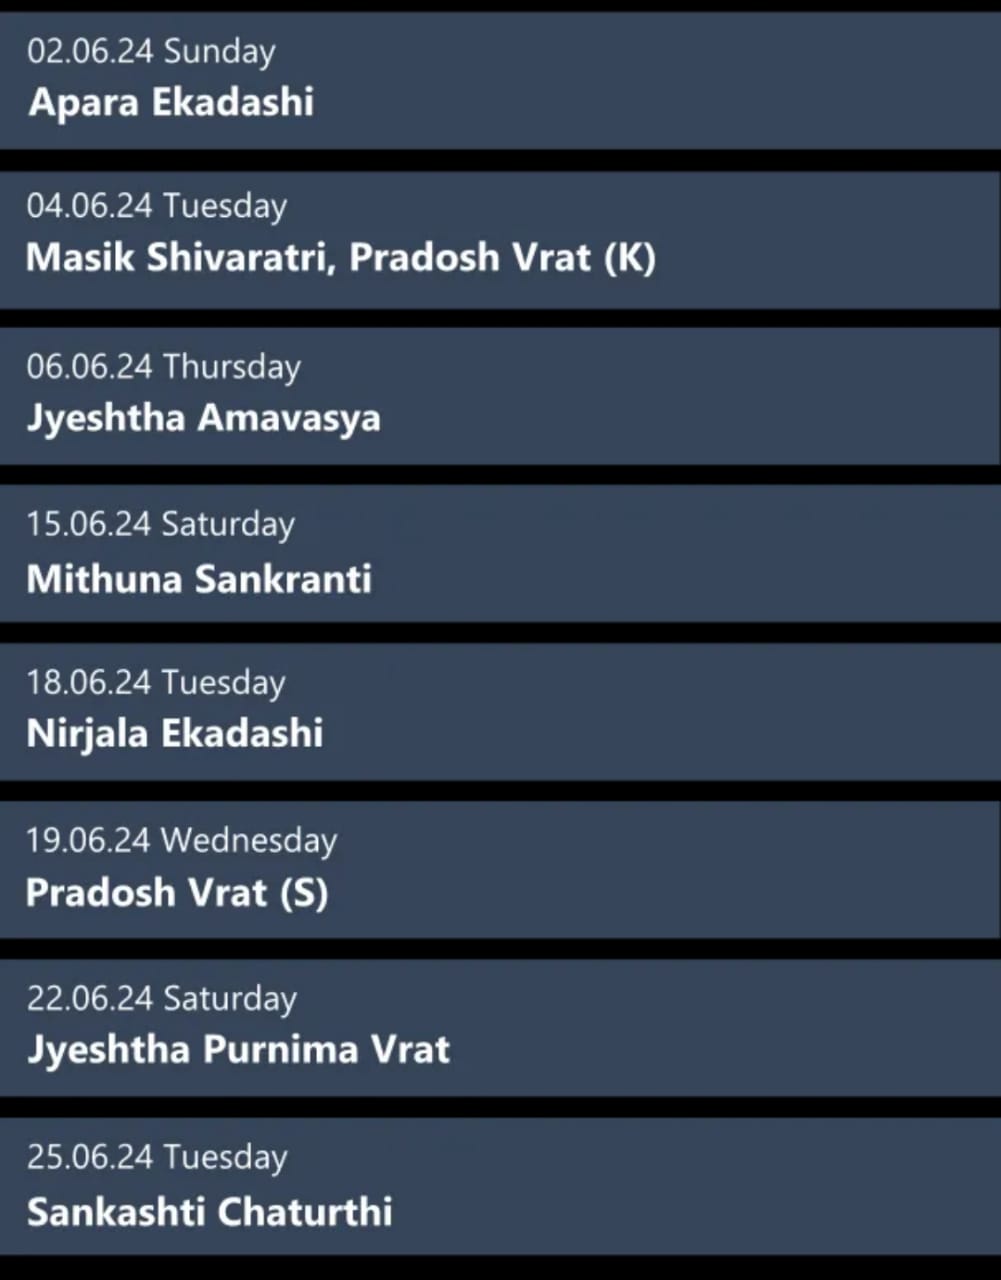 02.06.24 Sunday
Apara Ekadashi
04.06.24 Tuesday
Masik Shivaratri, Pradosh Vrat (K)
06.06.24 Thursday
Jyeshtha Amavasya
15.06.24 Saturday
Mithuna Sankranti
18.06.24 Tuesday
Nirjala Ekadashi
19.06.24 Wednesday
Pradosh Vrat (S)
22.06.24 Saturday
Jyeshtha Purnima Vrat
25.06.24 Tuesday
Sankashti Chaturthi